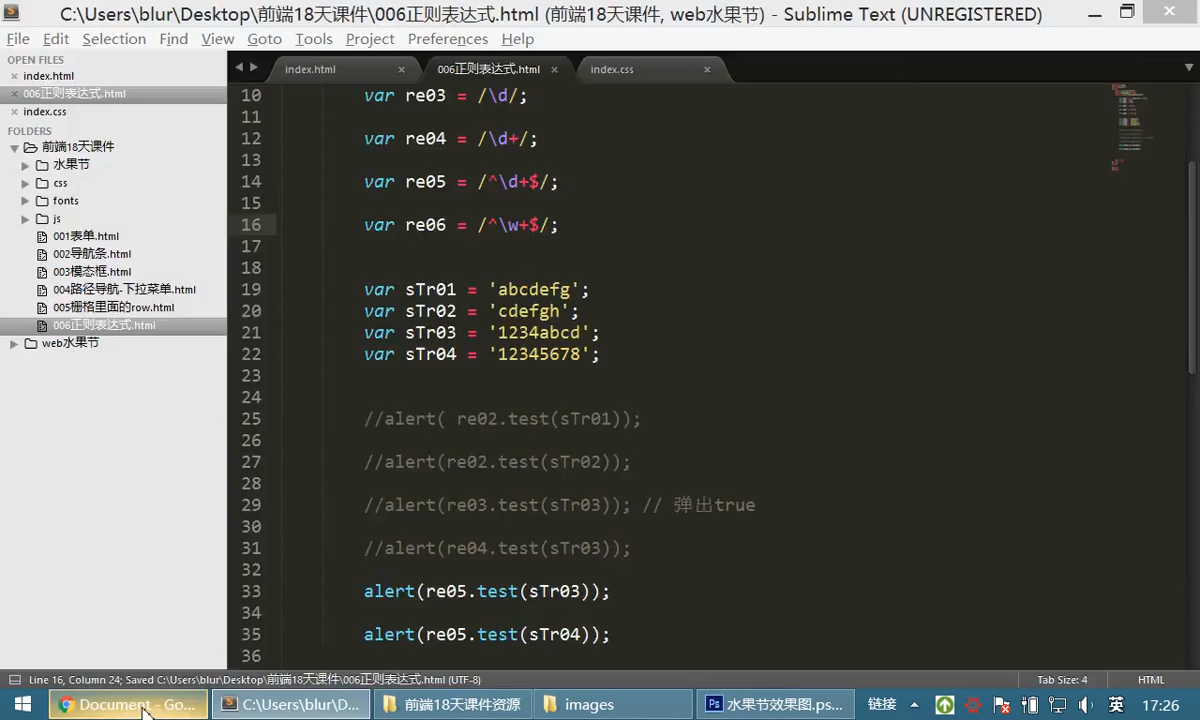 C:\Users\blur\Desktop\前端18天课件\006正则表达式.html (前端18天课件, web水果节) - Sublime Text (UNREGISTERED)
File Edit Selection Find View Goto Tools Project Preferences Help
OPEN FILES
index.html
006正则表达式.html
index.css
FOLDERS
前端18天课件
水果节
css
fonts
js
001表单.html
002导航条.html
003模态框.html
004路径导航-下拉菜单.html
005栅格里面的row.html
006正则表达式.html
web水果节
index.html 006正则表达式.html index.css
10 var re03 = /\d/;
11
12 var re04 = /\d+/;
13
14 var re05 = /^\d+$/;
15
16 var re06 = /^\w+$/;
17
18
19 var sTr01 = 'abcdefg';
20 var sTr02 = 'cdefgh';
21 var sTr03 = '1234abcd';
22 var sTr04 = '12345678';
23
24
25 //alert( re02.test(sTr01));
26
27 //alert(re02.test(sTr02));
28
29 //alert(re03.test(sTr03)); // 弹出true
30
31 //alert(re04.test(sTr03));
32
33 alert(re05.test(sTr03));
34
35 alert(re05.test(sTr04));
36
Line 16, Column 24; Saved C:\Users\blur\Desktop\前端18天课件\006正则表达式.html (UTF-8) Tab Size: 4 HTML
Document - Go... C:\Users\blur\D... 前端18天课件资源 images 水果节效果图.ps... 链接 英 17:26